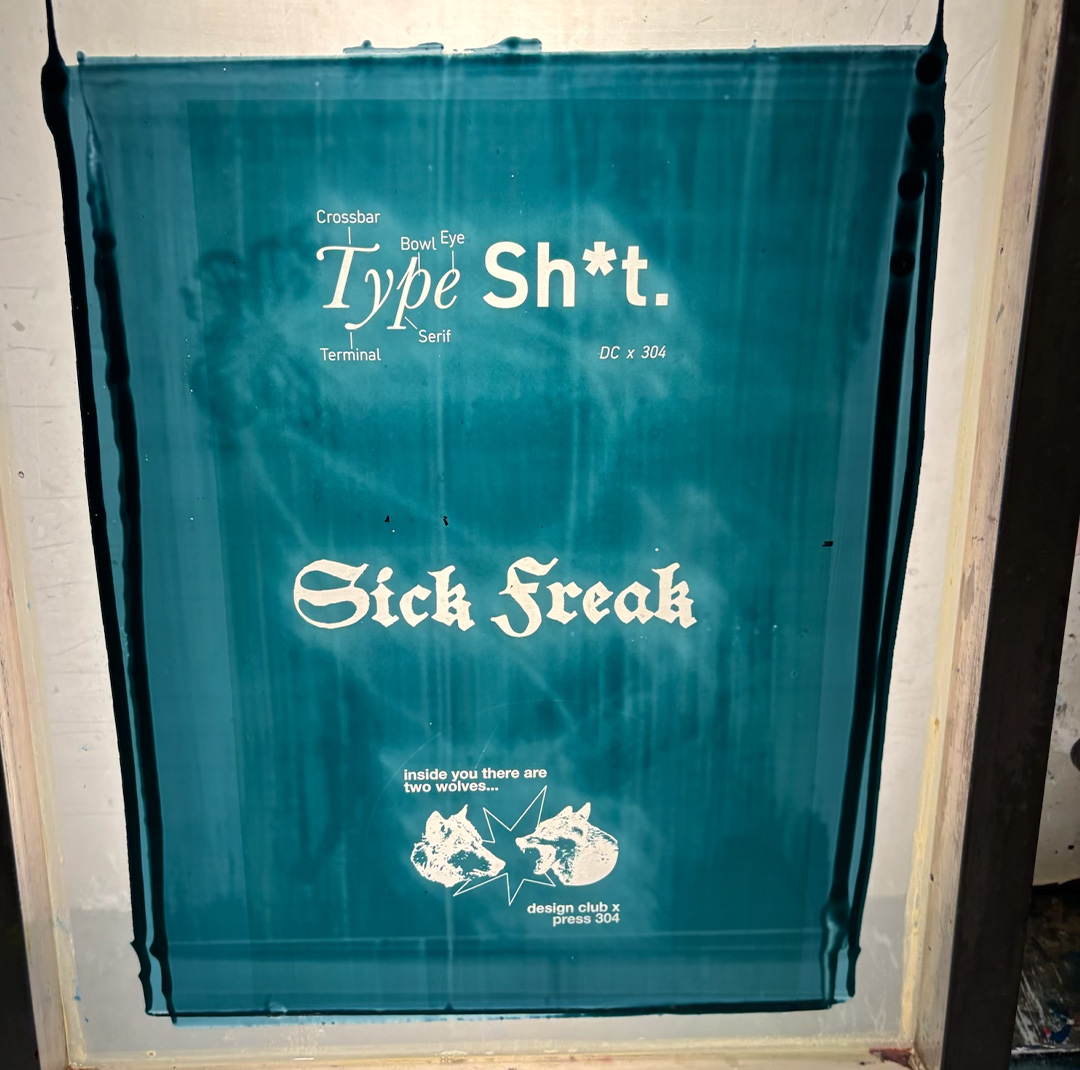 Crossbar
Bowl Eye
Type Sh*t.
Serif
Terminal
DC x 304
Sick Freak
inside you there are
two wolves...
design club x
press 304